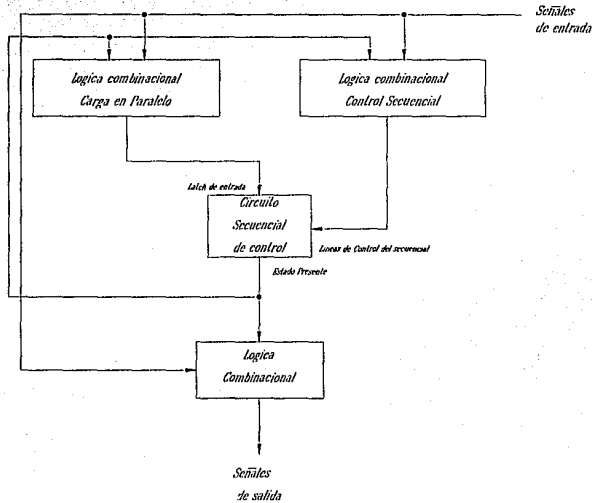 Señales
de entrada
Logica combinacional
Carga en Paralelo
Logica combinacional
Control Secuencial
Latch de entrada
Circuito
Secuencial
de control
Lineas de Control del secuencial
Estado Presente
Logica
Combinacional
Señales
de salida